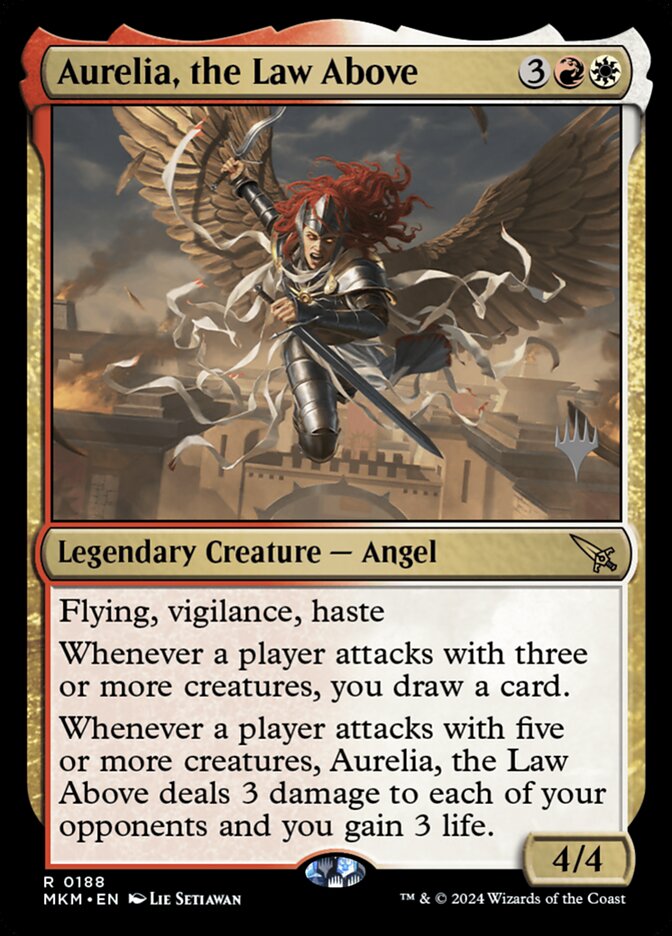 Aurelia, the Law Above 3
Legendary Creature — Angel
Flying, vigilance, haste
Whenever a player attacks with three
or more creatures, you draw a card.
Whenever a player attacks with five
or more creatures, Aurelia, the Law
Above deals 3 damage to each of your
opponents and you gain 3 life.
4/4
R 0188
MKM • EN Lie Setiawan ™ & © 2024 Wizards of the Coast